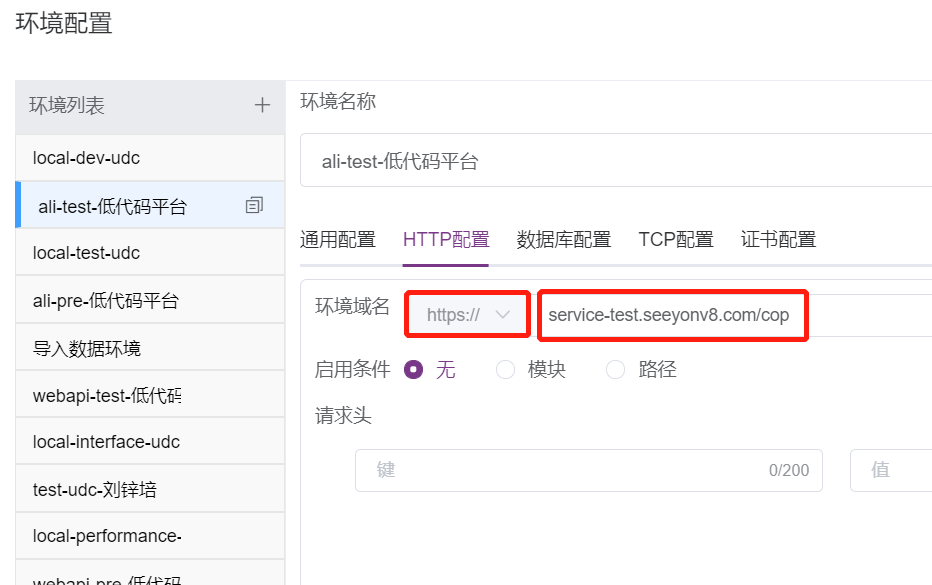 环境配置
环境列表
local-dev-udc
ali-test-低代码平台
local-test-udc
ali-pre-低代码平台
导入数据环境
webapi-test-低代码
local-interface-udc
test-udc-刘锌培
local-performance-
webapi-pre-低代码
环境名称
ali-test-低代码平台
通用配置 HTTP配置 数据库配置 TCP配置 证书配置
环境域名 https:// service-test.seeyonv8.com/cop
启用条件 无 模块 路径
请求头
键 0/200 值